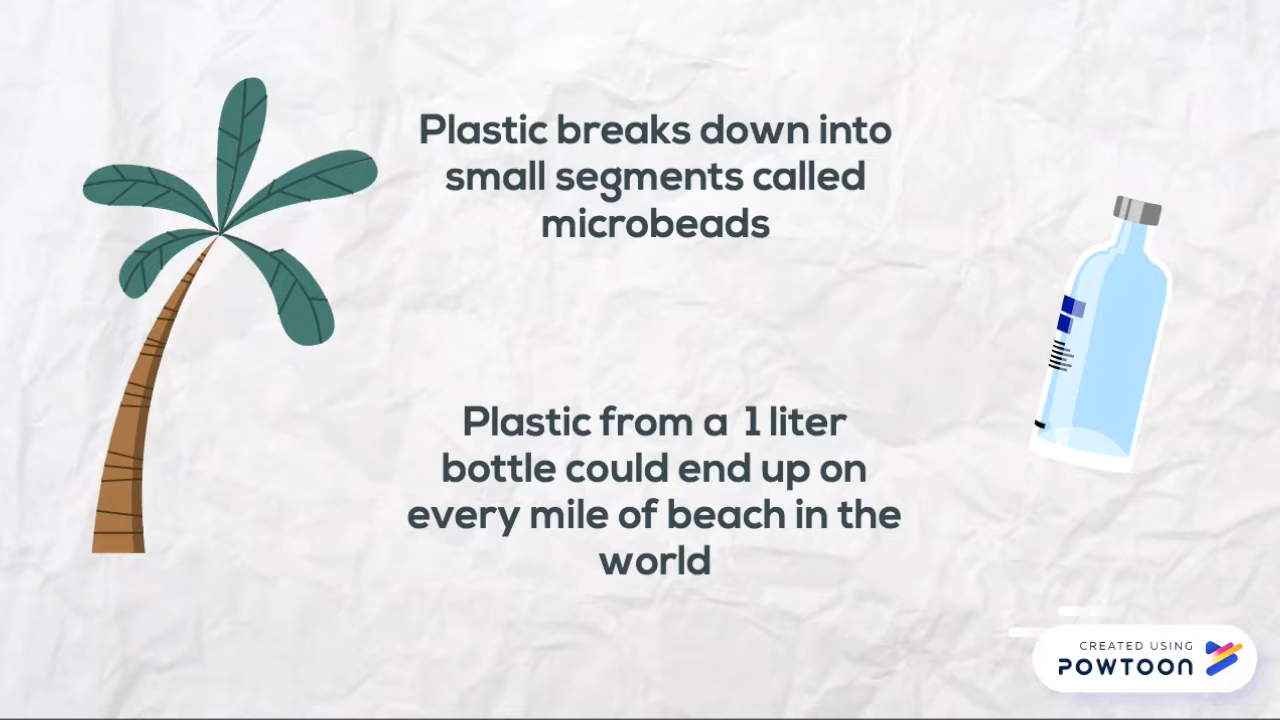 Plastic breaks down into
small segments called
microbeads
Plastic from a 1 liter
bottle could end up on
every mile of beach in the
world
CREATED USING
POWTOON